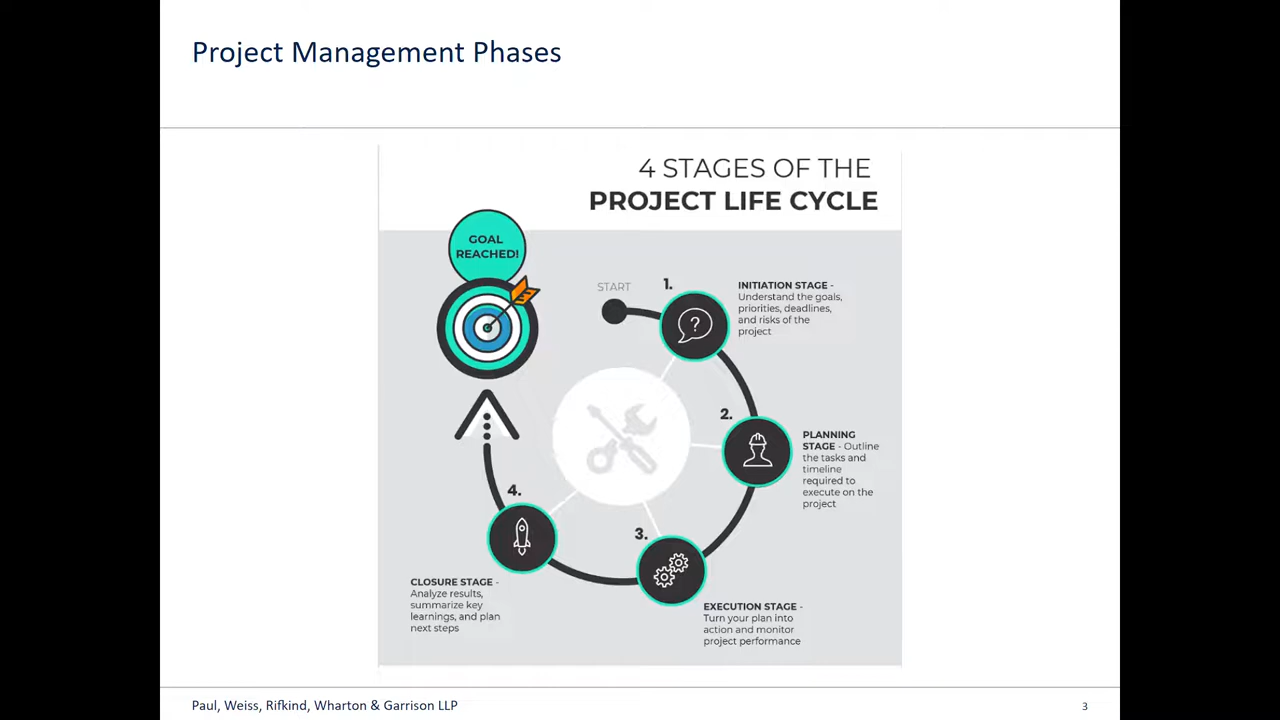 Project Management Phases
4 STAGES OF THE
PROJECT LIFE CYCLE
GOAL
REACHED!
START
1.
INITIATION STAGE -
Understand the goals,
priorities, deadlines,
and risks of the
project
?
2.
PLANNING
STAGE - Outline
the tasks and
timeline
required to
execute on the
project
3.
EXECUTION STAGE -
Turn your plan into
action and monitor
project performance
4.
CLOSURE STAGE -
Analyze results,
summarize key
learnings, and plan
next steps
Paul, Weiss, Rifkind, Wharton & Garrison LLP
3